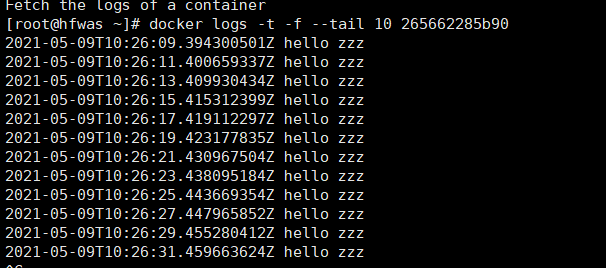 Fetch the logs of a container
[root@hfwas ~]# docker logs -t -f --tail 10 265662285b90
2021-05-09T10:26:09.394300501Z hello zzz
2021-05-09T10:26:11.400659337Z hello zzz
2021-05-09T10:26:13.409930434Z hello zzz
2021-05-09T10:26:15.415312399Z hello zzz
2021-05-09T10:26:17.419112297Z hello zzz
2021-05-09T10:26:19.423177835Z hello zzz
2021-05-09T10:26:21.430967504Z hello zzz
2021-05-09T10:26:23.438095184Z hello zzz
2021-05-09T10:26:25.443669354Z hello zzz
2021-05-09T10:26:27.447965852Z hello zzz
2021-05-09T10:26:29.455280412Z hello zzz
2021-05-09T10:26:31.459663624Z hello zzz